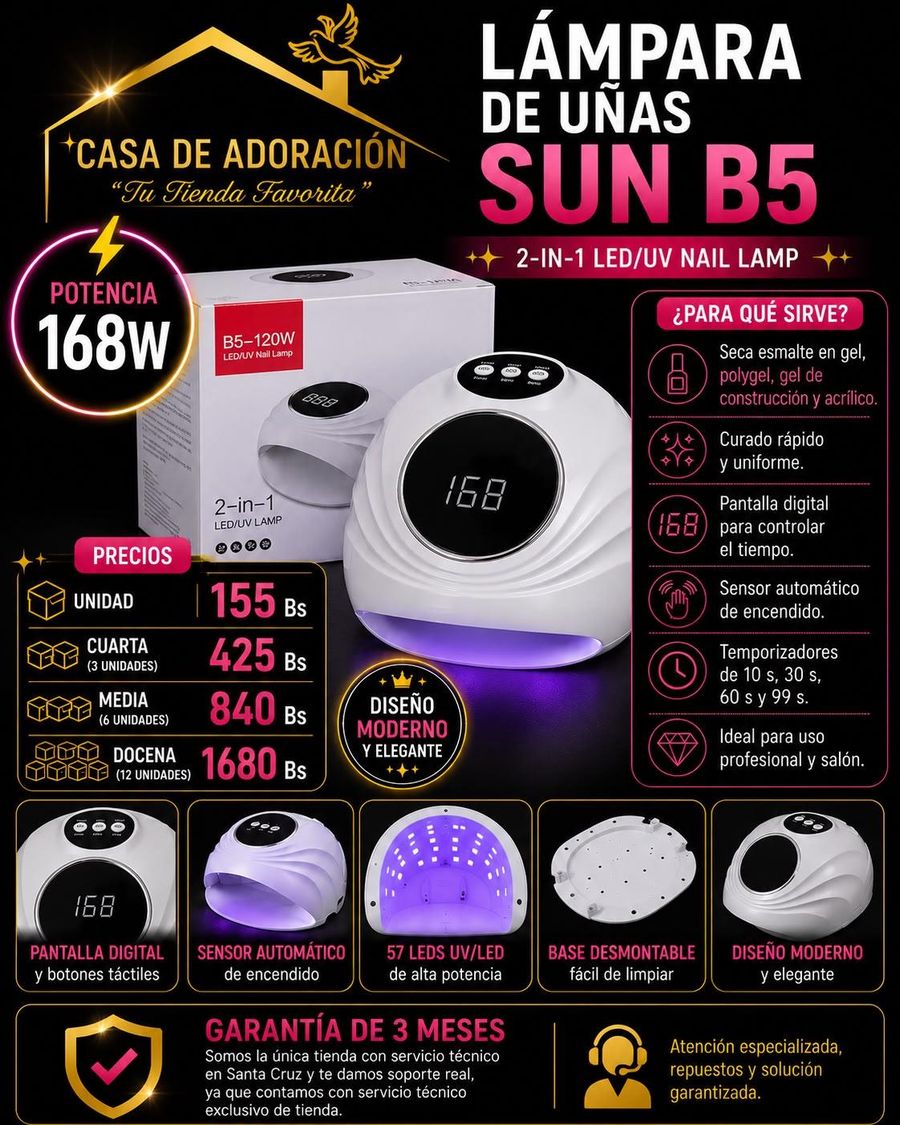 CASA DE ADORACIÓN
“Tu Tienda Favorita”
LÁMPARA
DE UÑAS
SUN B5
2-IN-1 LED/UV NAIL LAMP
POTENCIA
168W
B5-120W
LED/UV Nail Lamp
888
2-in-1
LED/UV LAMP
168
¿PARA QUÉ SIRVE?
Seca esmalte en gel,
polygel, gel de
construcción y acrílico.
Curado rápido
y uniforme.
168
Pantalla digital
para controlar
el tiempo.
Sensor automático
de encendido.
Temporizadores
de 10 s, 30 s,
60 s y 99 s.
Ideal para uso
profesional y salón.
PRECIOS
UNIDAD 155 Bs
CUARTA
(3 UNIDADES) 425 Bs
MEDIA
(6 UNIDADES) 840 Bs
DOCENA
(12 UNIDADES) 1680 Bs
DISEÑO
MODERNO
Y ELEGANTE
168
PANTALLA DIGITAL
y botones táctiles
SENSOR AUTOMÁTICO
de encendido
57 LEDS UV/LED
de alta potencia
BASE DESMONTABLE
fácil de limpiar
DISEÑO MODERNO
y elegante
GARANTÍA DE 3 MESES
Somos la única tienda con servicio técnico
en Santa Cruz y te damos soporte real,
ya que contamos con servicio técnico
exclusivo de tienda.
Atención especializada,
repuestos y solución
garantizada.